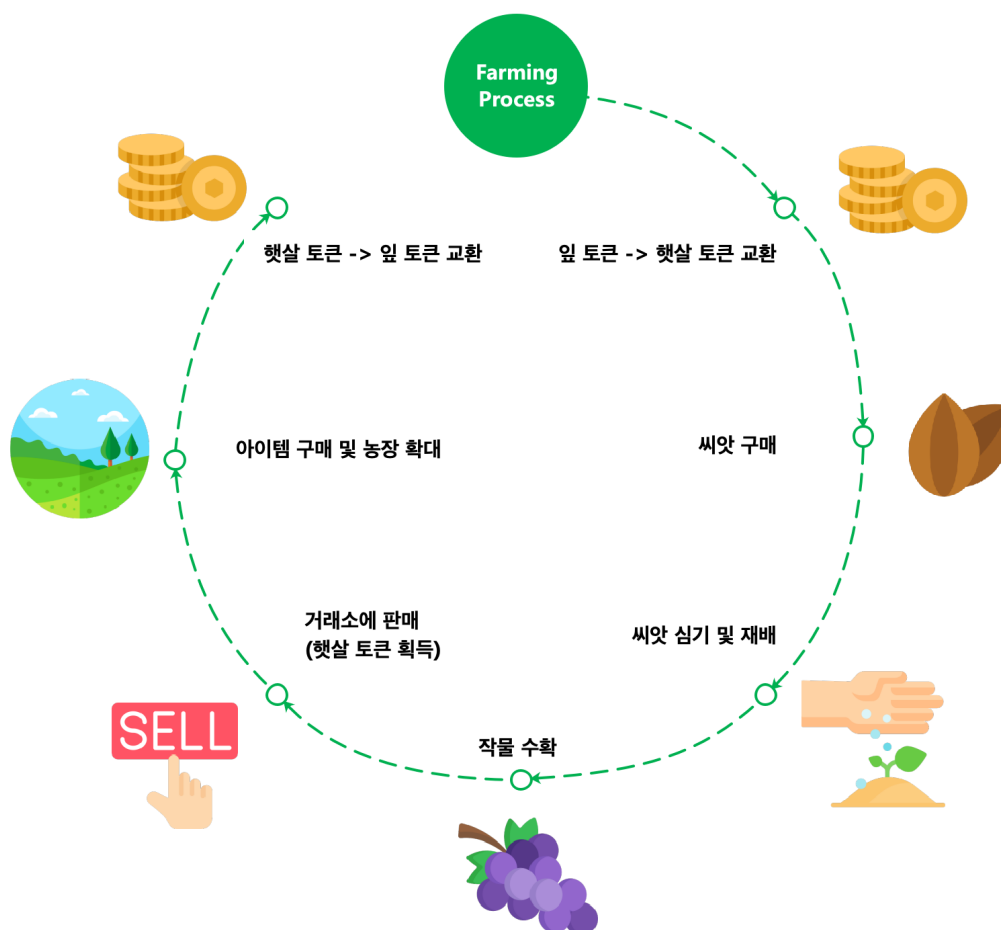 Farming
Process
잎 토큰 -> 햇살 토큰 교환
씨앗 구매
씨앗 심기 및 재배
작물 수확
거래소에 판매
(햇살 토큰 획득)
SELL
아이템 구매 및 농장 확대
햇살 토큰 -> 잎 토큰 교환